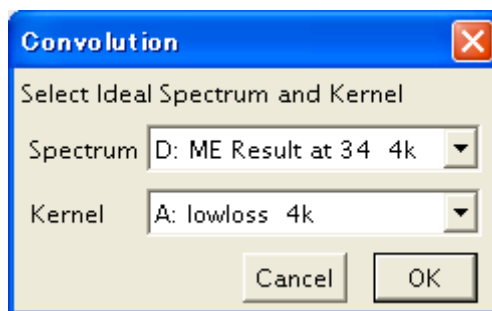 Convolution
Select Ideal Spectrum and Kernel
Spectrum D: ME Result at 34 4k
Kernel A: lowloss 4k
Cancel OK